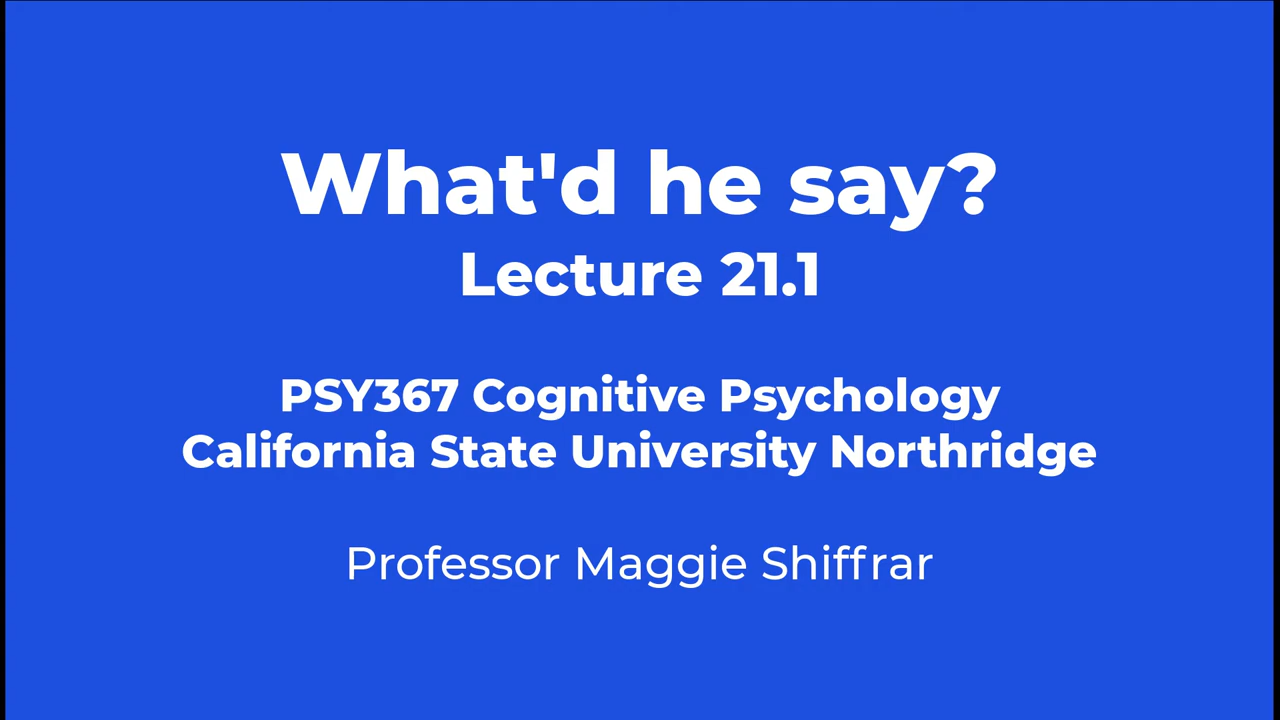 What'd he say?
Lecture 21.1
PSY367 Cognitive Psychology
California State University Northridge
Professor Maggie Shiffrar